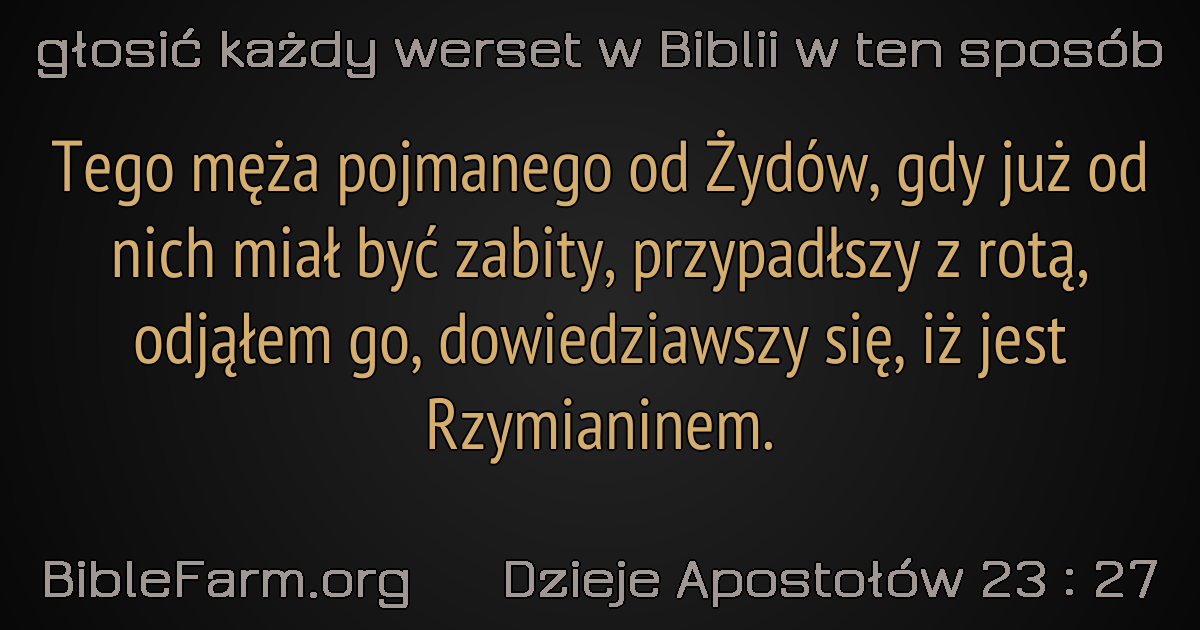 głosić każdy werset w Biblii w ten sposób
Tego męża pojmanego od Żydów, gdy już od
nich miał być zabity, przypadłszy z rotą,
odjąłem go, dowiedziawszy się, iż jest
Rzymianinem.
BibleFarm.org Dzieje Apostołów 23 : 27